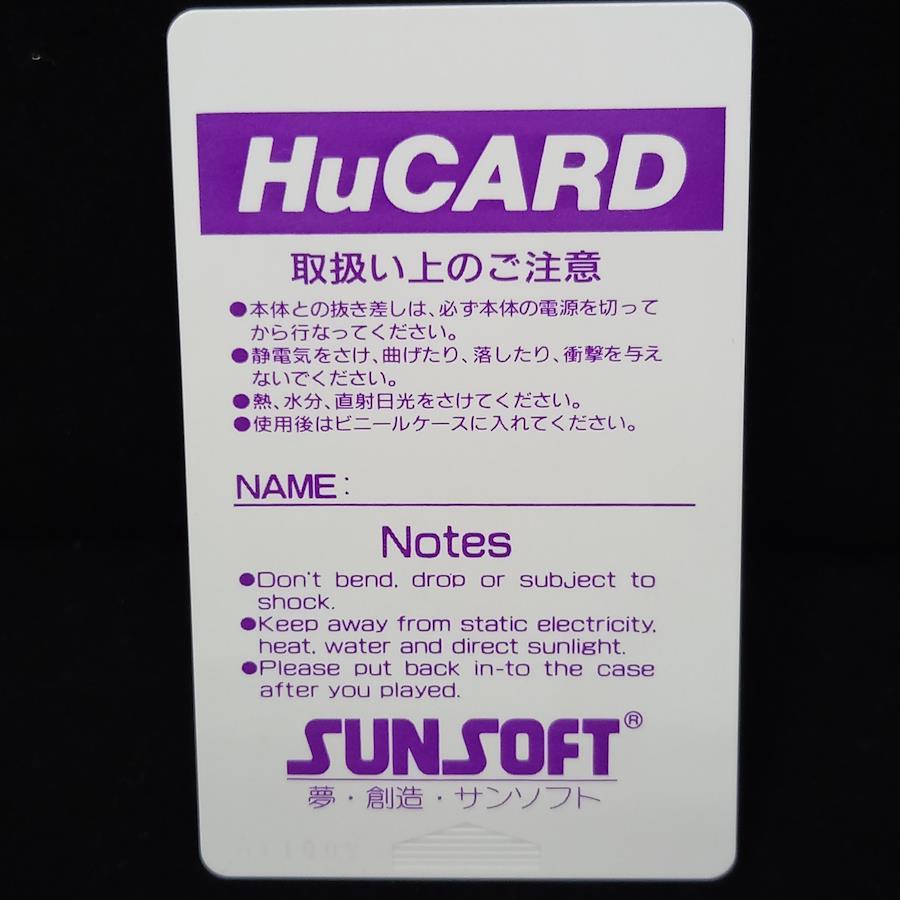 HuCARD
取扱い上のご注意
●本体との抜き差しは、必ず本体の電源を切って
から行なってください。
●静電気をさけ、曲げたり、落したり、衝撃を与え
ないでください。
●熱、水分、直射日光をさけてください。
●使用後はビニールケースに入れてください。
NAME:
Notes
●Don't bend, drop or subject to
shock.
●Keep away from static electricity,
heat, water and direct sunlight.
●Please put back in-to the case
after you played.
SUNSOFT®
夢・創造・サンソフト